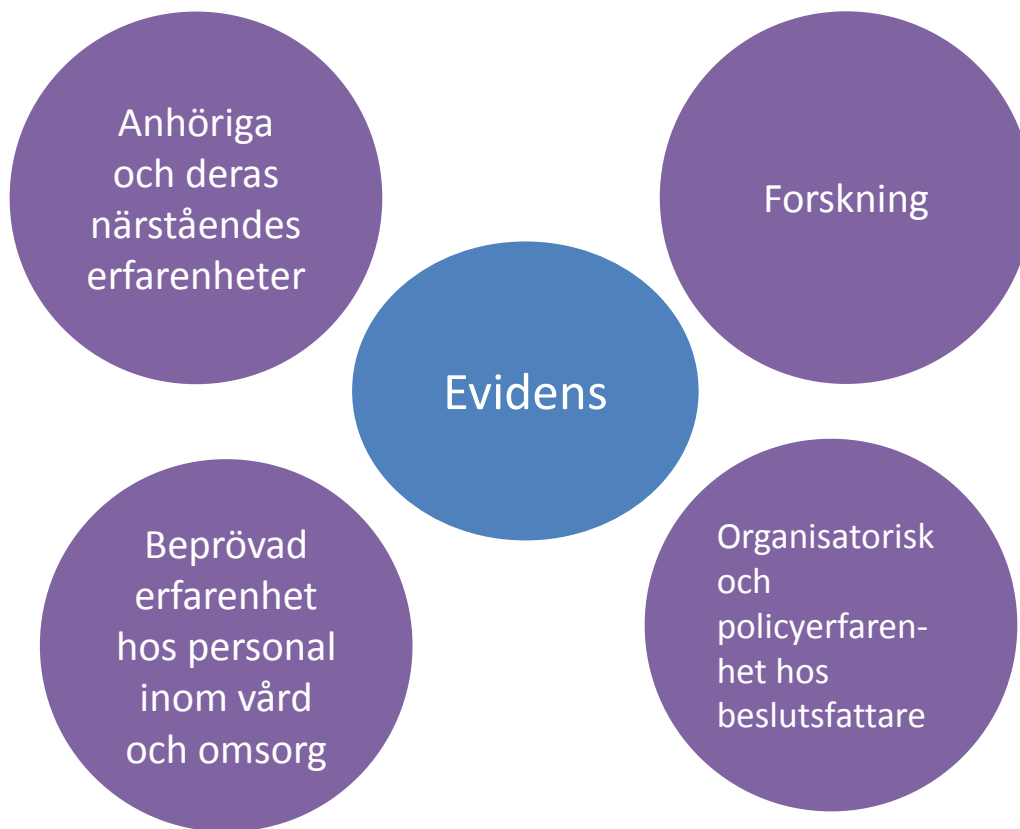 Anhöriga
och deras
närståendes
erfarenheter
Forskning
Evidens
Beprövad
erfarenhet
hos personal
inom vård
och omsorg
Organisatorisk
och
policyerfaren-
het hos
beslutsfattare